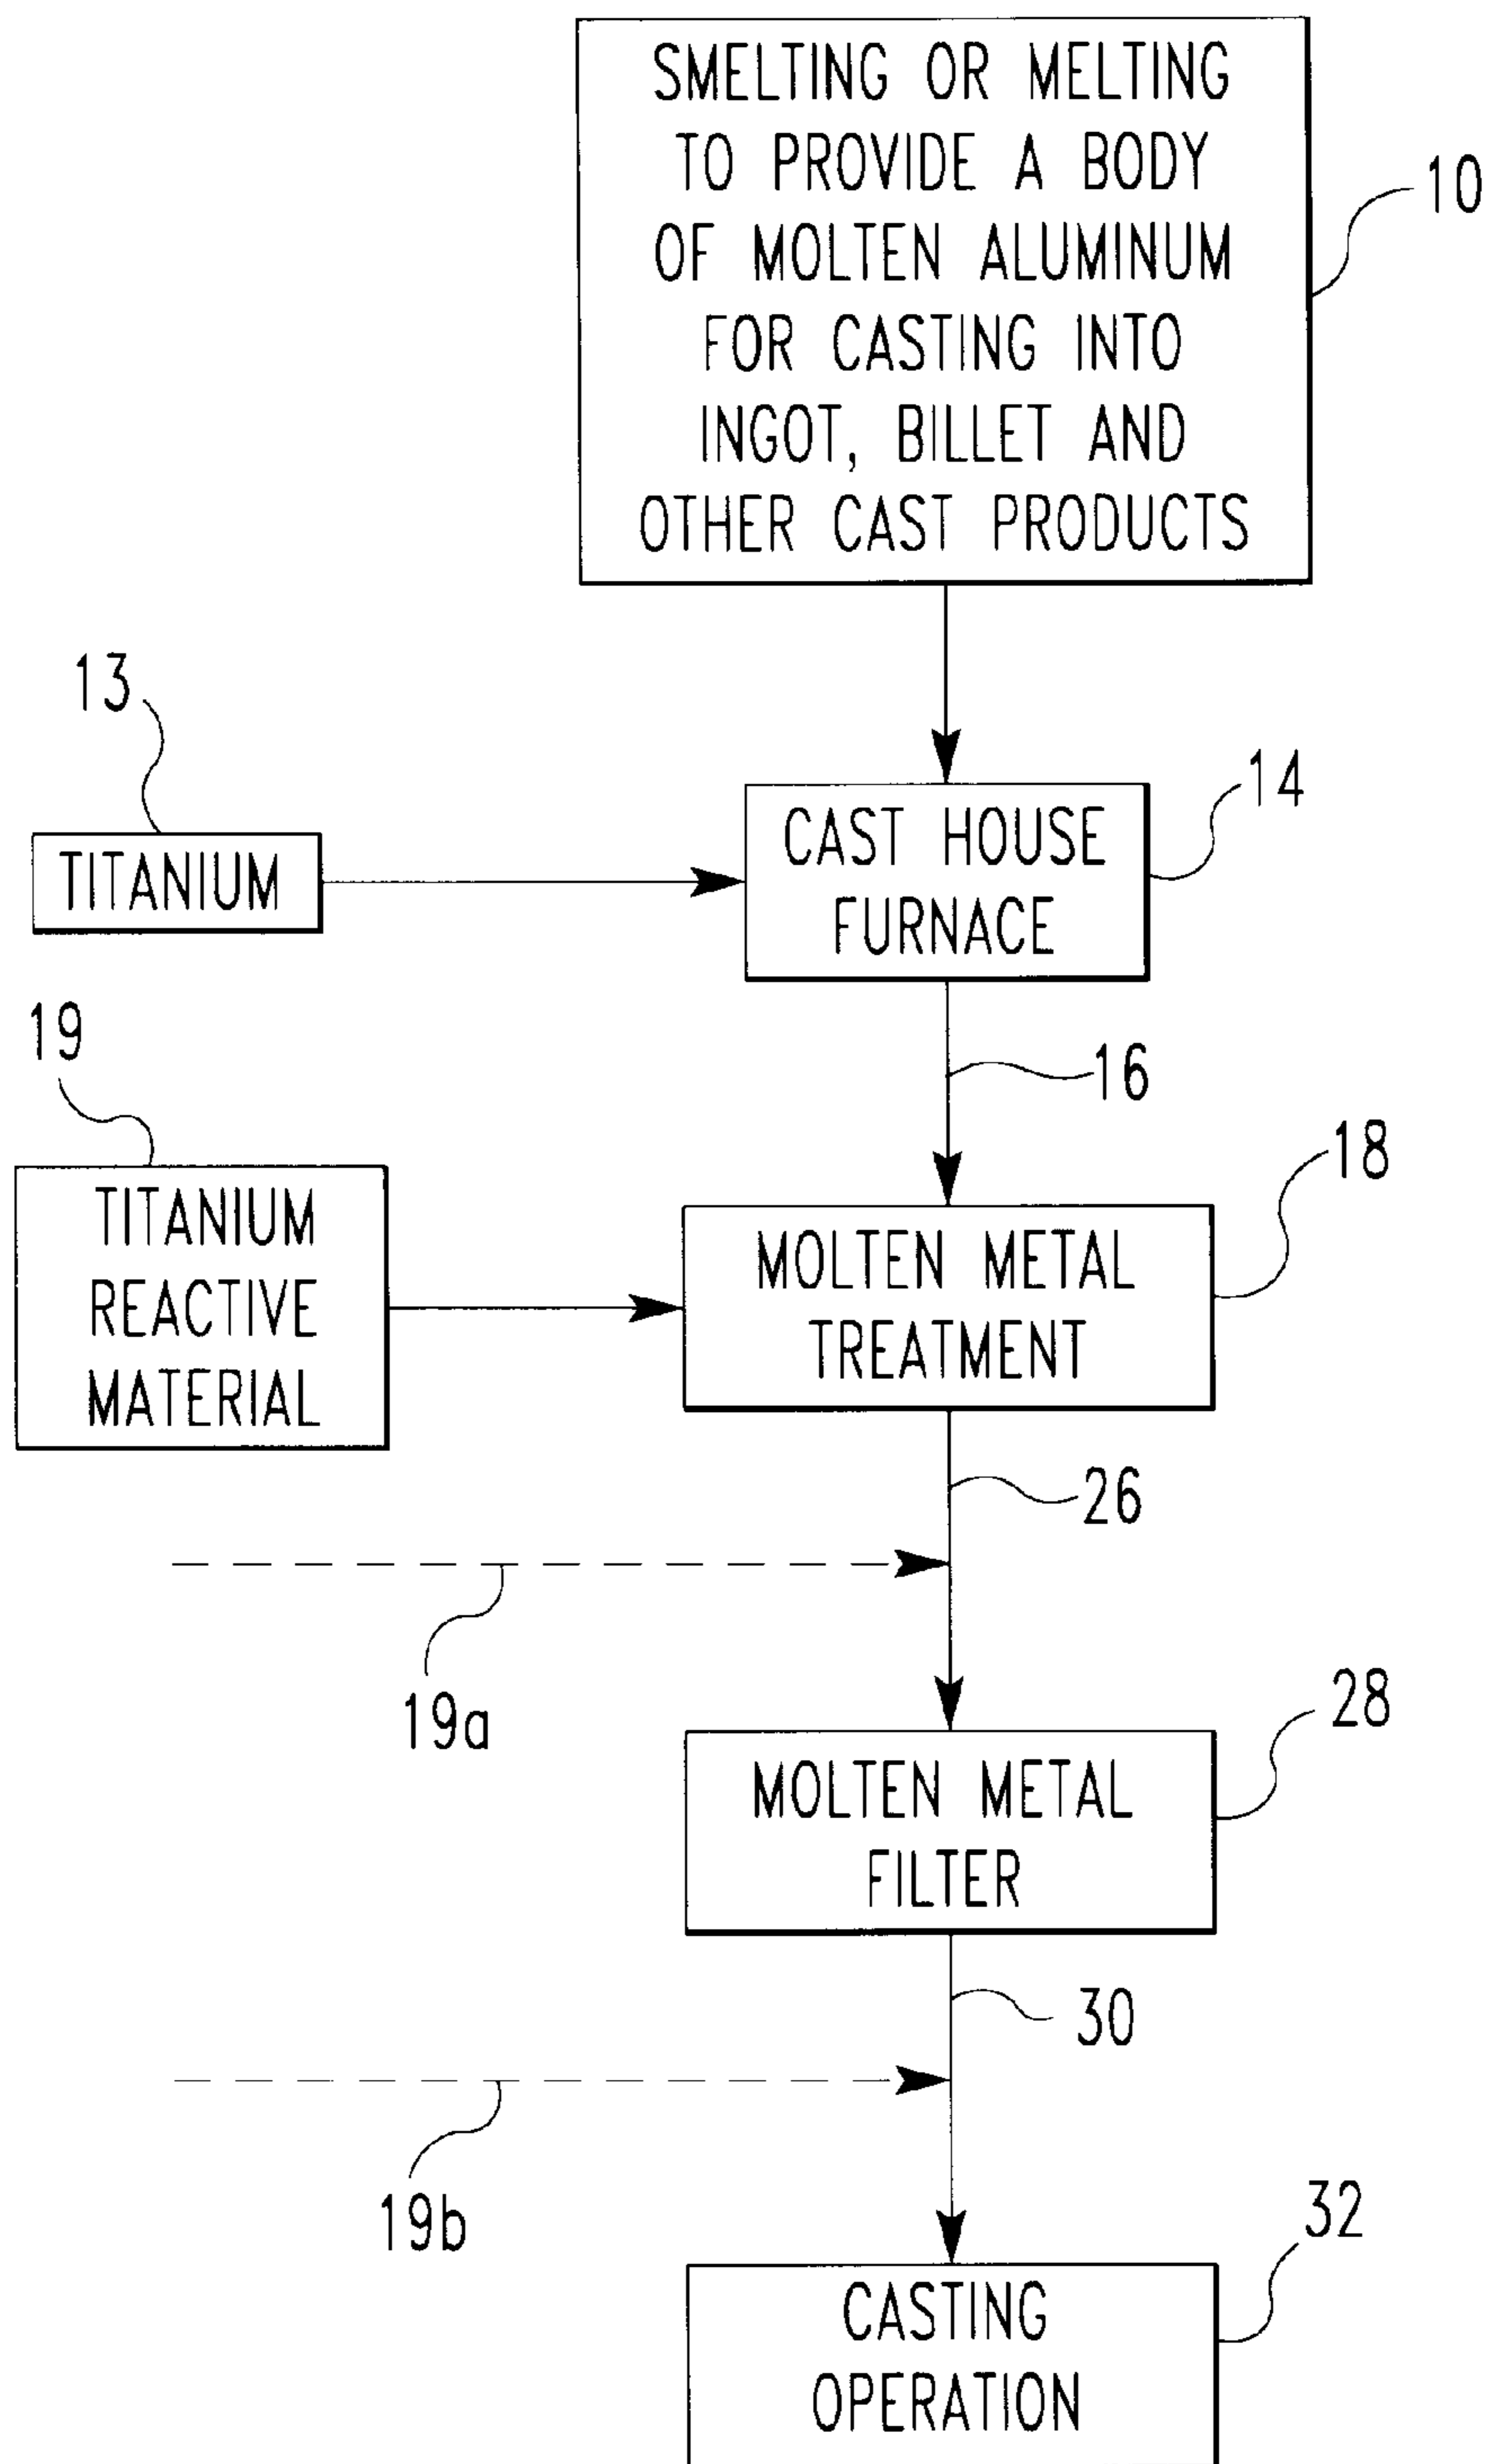 SMELTING OR MELTING
TO PROVIDE A BODY
OF MOLTEN ALUMINUM
FOR CASTING INTO
INGOT, BILLET AND
OTHER CAST PRODUCTS
10
13
TITANIUM
CAST HOUSE
FURNACE
14
16
19
TITANIUM
REACTIVE
MATERIAL
MOLTEN METAL
TREATMENT
18
26
19a
MOLTEN METAL
FILTER
28
30
19b
CASTING
OPERATION
32